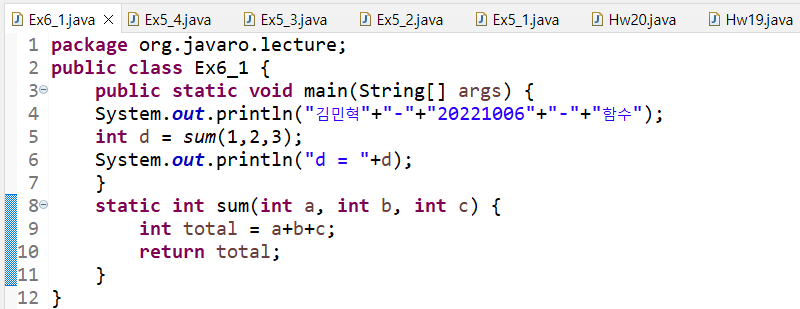 Ex6_1.java Ex5_4.java Ex5_3.java Ex5_2.java Ex5_1.java Hw20.java Hw19.java
1 package org.javaro.lecture;
2 public class Ex6_1 {
3 public static void main(String[] args) {
4 System.out.println("김민혁"+"-"+"20221006"+"-"+"함수");
5 int d = sum(1,2,3);
6 System.out.println("d = "+d);
7 }
8 static int sum(int a, int b, int c) {
9 int total = a+b+c;
10 return total;
11 }
12 }